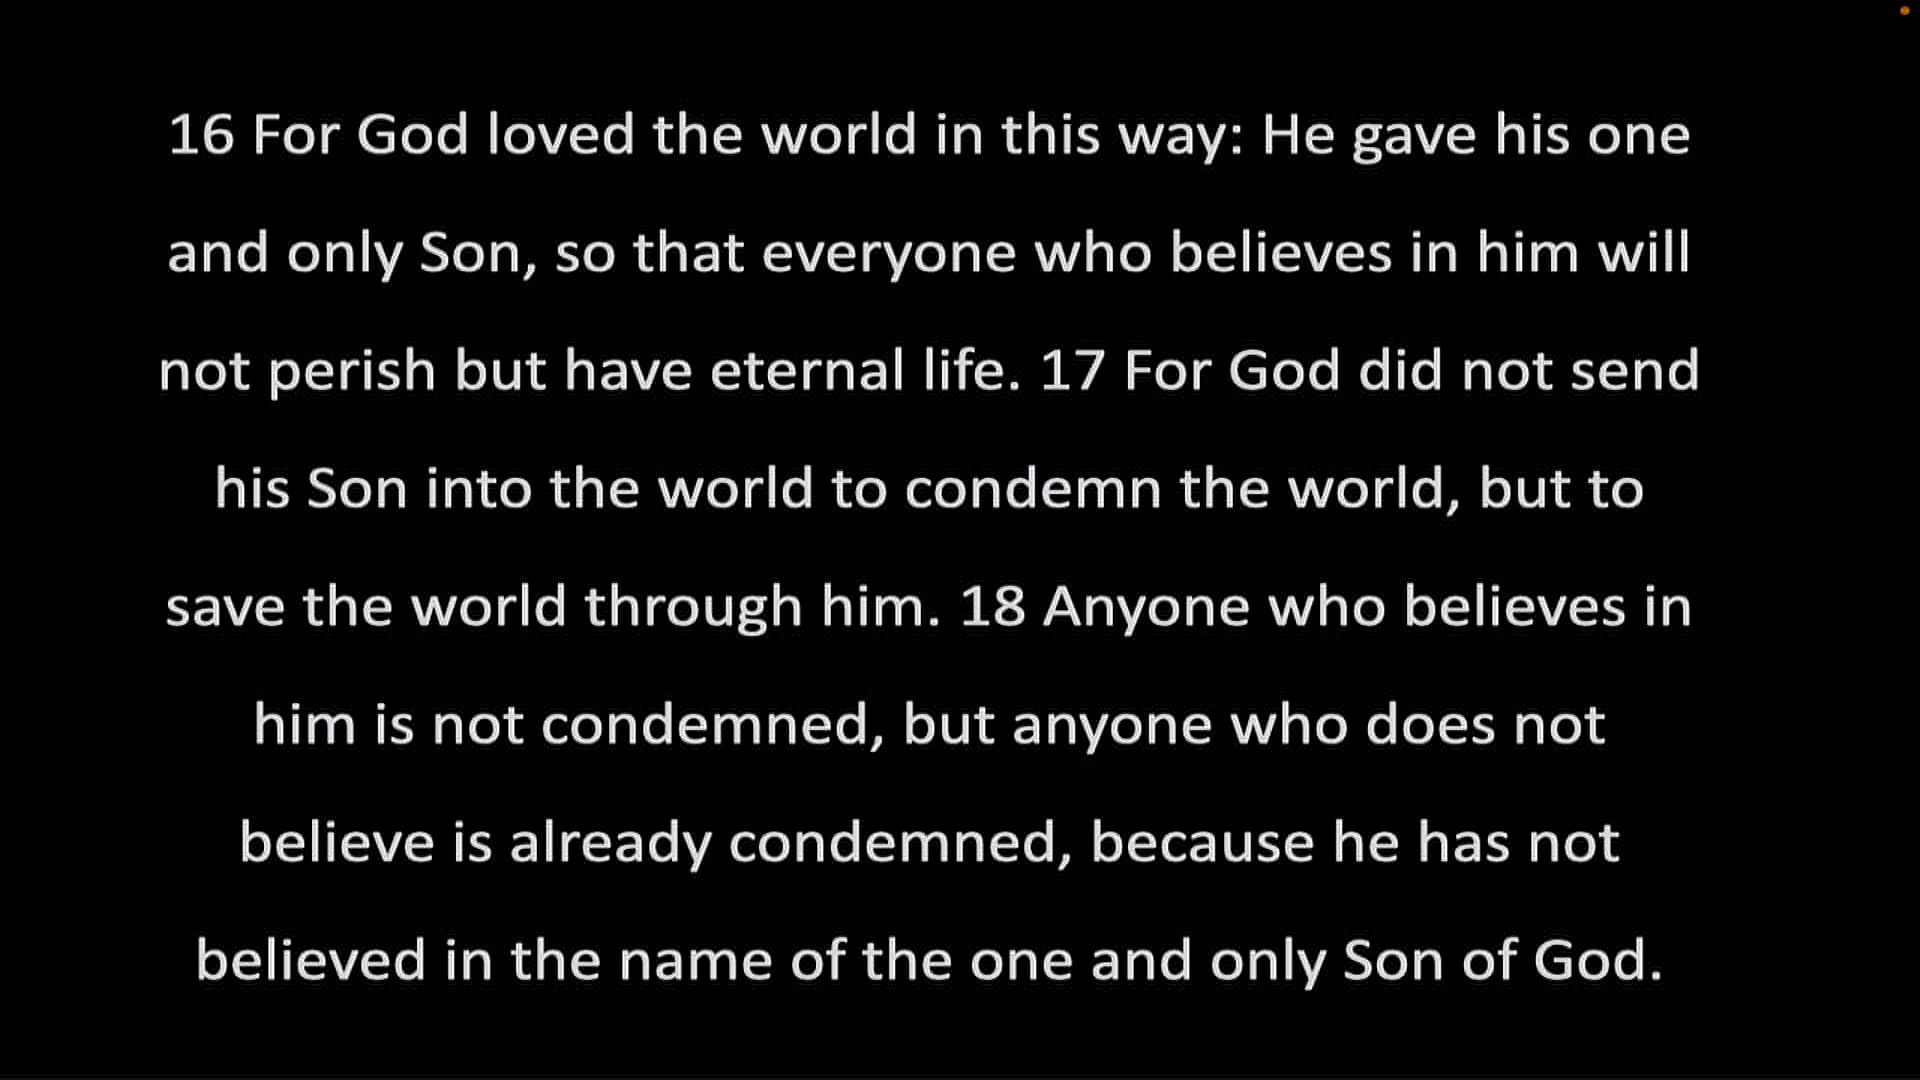 16 For God loved the world in this way: He gave his one
and only Son, so that everyone who believes in him will
not perish but have eternal life. 17 For God did not send
his Son into the world to condemn the world, but to
save the world through him. 18 Anyone who believes in
him is not condemned, but anyone who does not
believe is already condemned, because he has not
believed in the name of the one and only Son of God.